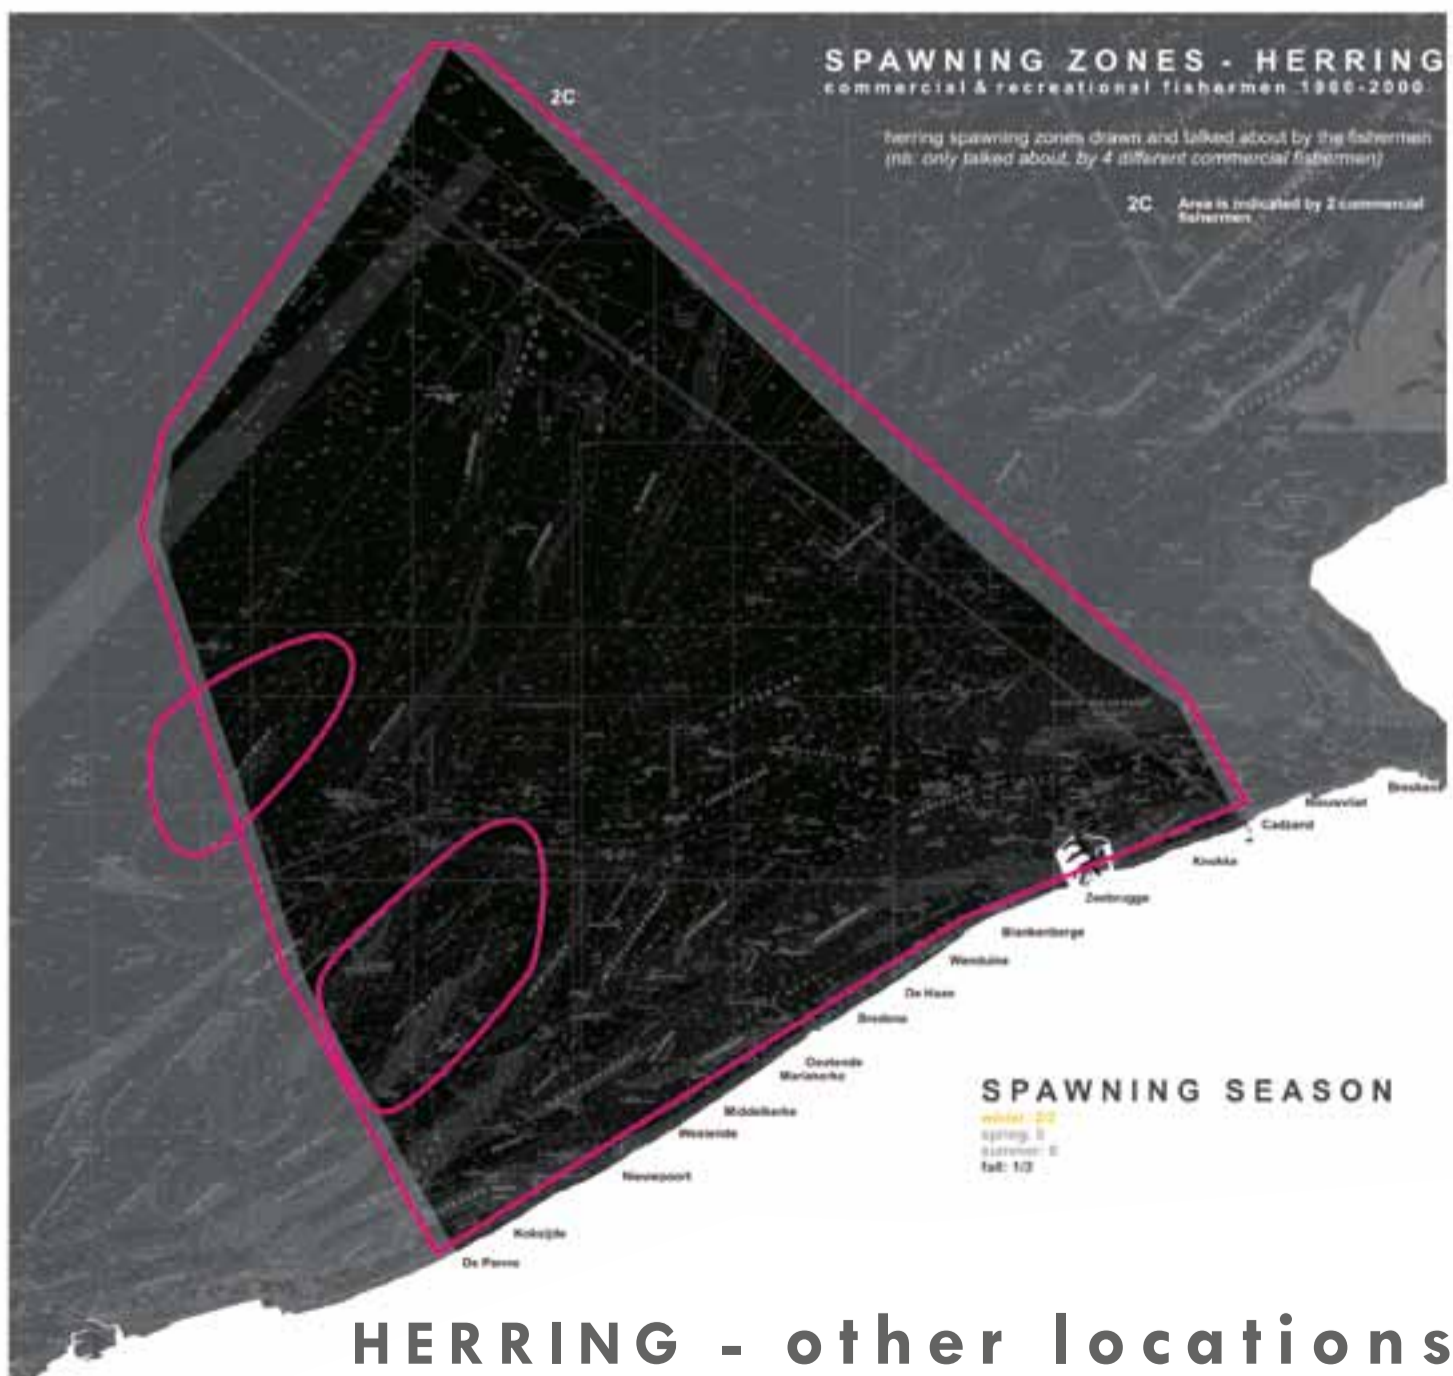 SPAWNING ZONES - HERRING
commercial & recreational fishermen 1960-2000
herring spawning zones drawn and talked about by the fishermen
(nb: only talked about, by 4 different commercial fishermen)
2C
2C Area is indicated by 2 commercial
fishermen
Breskens
Nieuwvliet
Cadzand
Knokke
Zeebrugge
Blankenberge
Wenduine
De Haan
Bredene
Oostende
Mariakerke
Middelkerke
Westende
Nieuwpoort
Koksijde
De Panne
SPAWNING SEASON
spring: 0
summer: 0
fall: 1/3
HERRING - other locations